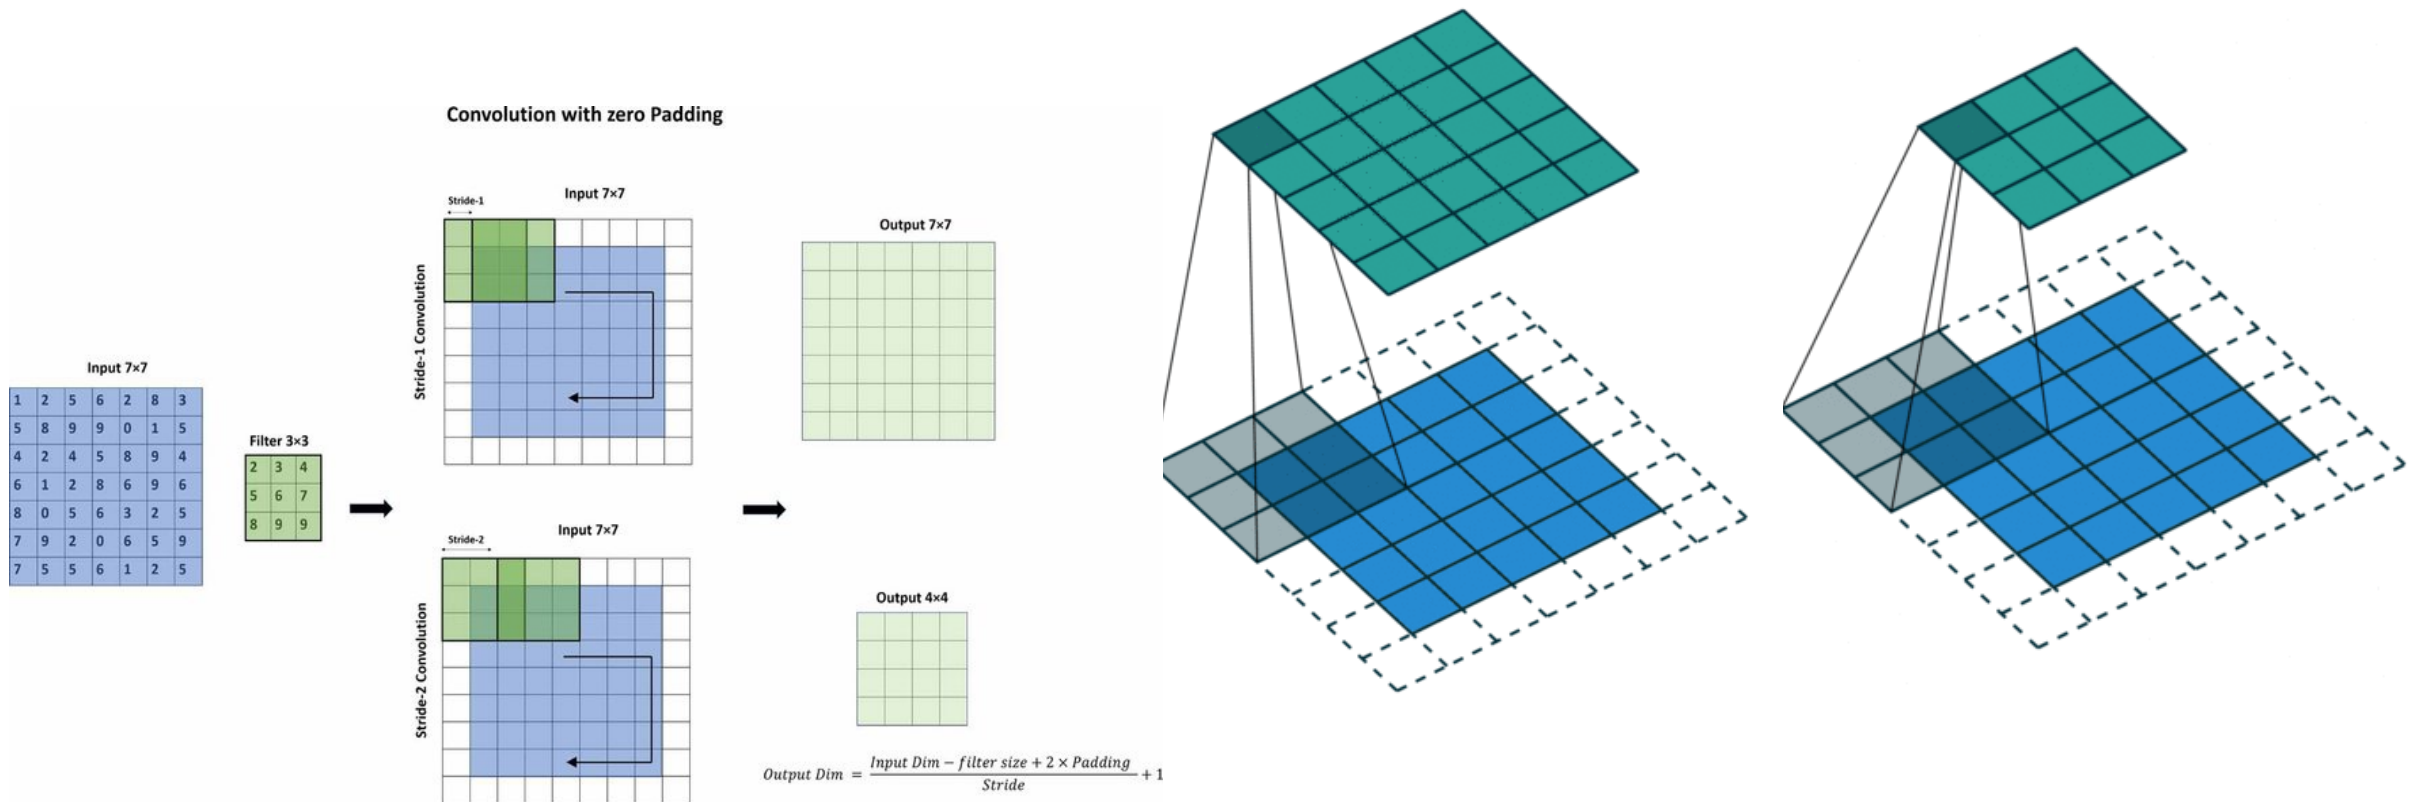 Convolution with zero Padding
Input 7×7
1 2 5 6 2 8 3
5 8 9 9 0 1 5
4 2 4 5 8 9 4
6 1 2 8 6 9 6
8 0 5 6 3 2 5
7 9 2 0 6 5 9
7 5 5 6 1 2 5
Filter 3×3
2 3 4
5 6 7
8 9 9
Stride-1
Input 7×7
Stride-1 Convolution
Output 7×7
Stride-2
Input 7×7
Stride-2 Convolution
Output 4×4
Output Dim = Input Dim − filter size + 2 × Padding + 1
Stride